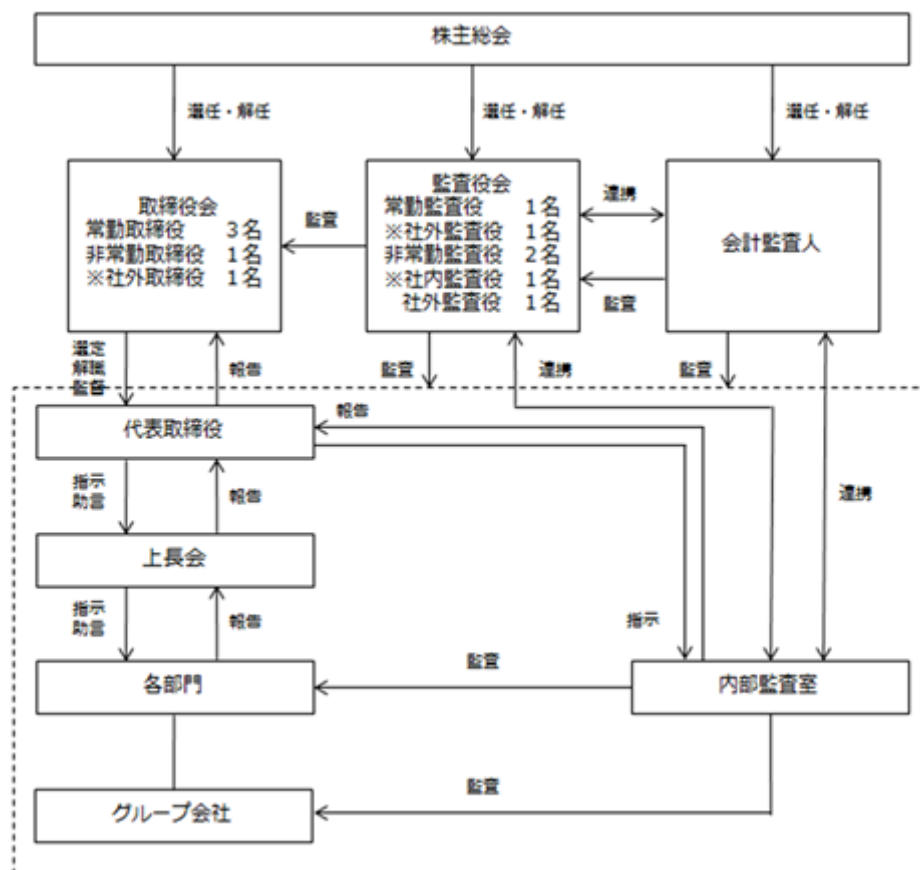 株主総会
選任・解任
選任・解任
選任・解任
取締役会
常勤取締役 3名
非常勤取締役 1名
※社外取締役 1名
監査
監査役会
常勤監査役 1名
※社外監査役 1名
非常勤監査役 2名
※社内監査役 1名
社外監査役 1名
連携
監査
会計監査人
選定
解職
監督
報告
監査
連携
監査
代表取締役
報告
指示
助言
報告
連携
上長会
指示
助言
報告
指示
各部門
監査
内部監査室
グループ会社
監査